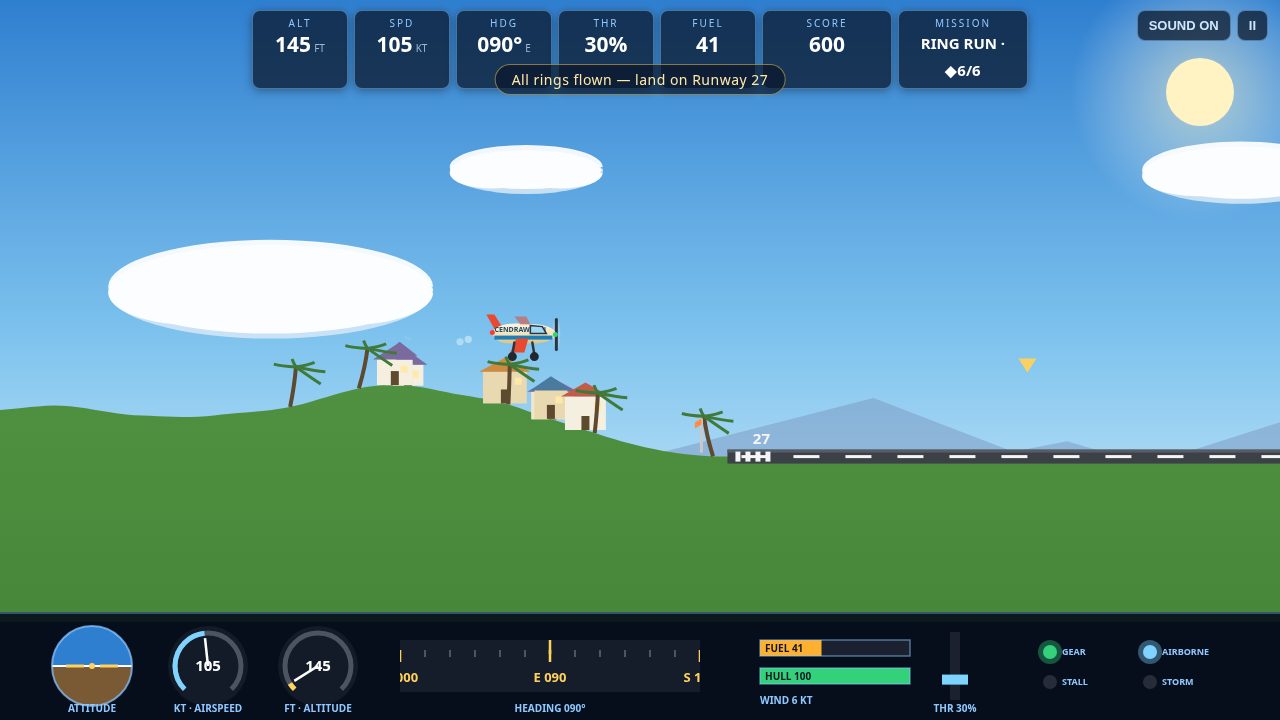 ALT
145 FT
SPD
105 KT
HDG
090° E
THR
30%
FUEL
41
SCORE
600
MISSION
RING RUN ·
◆6/6
SOUND ON
II
All rings flown — land on Runway 27
CENDRAW
27
105
145
000
E 090
S 1
FUEL 41
HULL 100
WIND 6 KT
GEAR
AIRBORNE
STALL
STORM
ATTITUDE
KT · AIRSPEED
FT · ALTITUDE
HEADING 090°
THR 30%